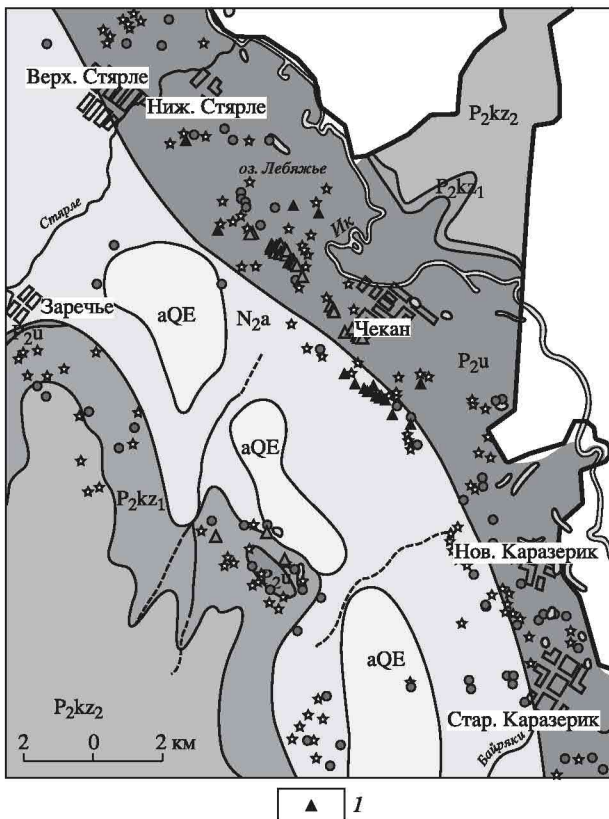 P₂kz₂
Верх. Стярле
Ниж. Стярле
P₂kz₁
оз. Лебяжье
Ик
Стярле
Заречье
aQE
N₂a
Чекан
P₂u
P₂u
aQE
P₂kz₁
Нов. Каразерик
P₂u
aQE
P₂kz₂
Стар. Каразерик
Байряки
2 0 2 км
1